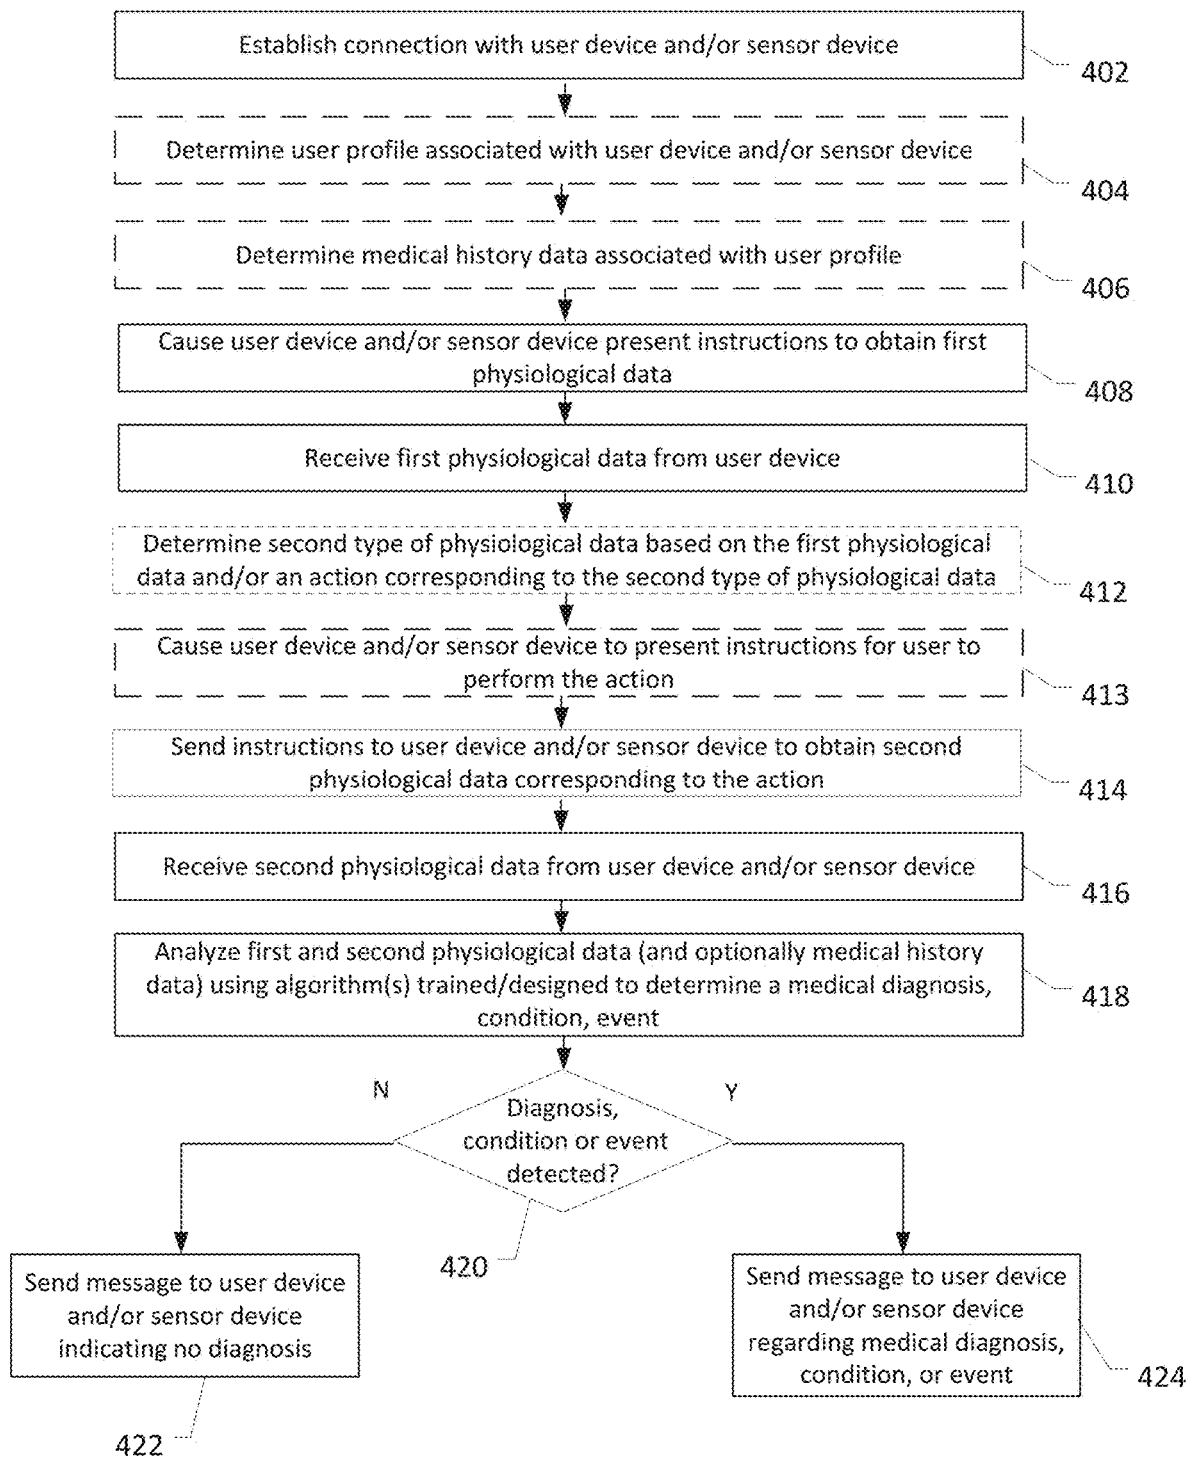 Establish connection with user device and/or sensor device
402
Determine user profile associated with user device and/or sensor device
404
Determine medical history data associated with user profile
406
Cause user device and/or sensor device present instructions to obtain first
physiological data
408
Receive first physiological data from user device
410
Determine second type of physiological data based on the first physiological
data and/or an action corresponding to the second type of physiological data
412
Cause user device and/or sensor device to present instructions for user to
perform the action
413
Send instructions to user device and/or sensor device to obtain second
physiological data corresponding to the action
414
Receive second physiological data from user device and/or sensor device
416
Analyze first and second physiological data (and optionally medical history
data) using algorithm(s) trained/designed to determine a medical diagnosis,
condition, event
418
N
Y
Diagnosis,
condition or event
detected?
420
Send message to user device
and/or sensor device
indicating no diagnosis
422
Send message to user device
and/or sensor device
regarding medical diagnosis,
condition, or event
424